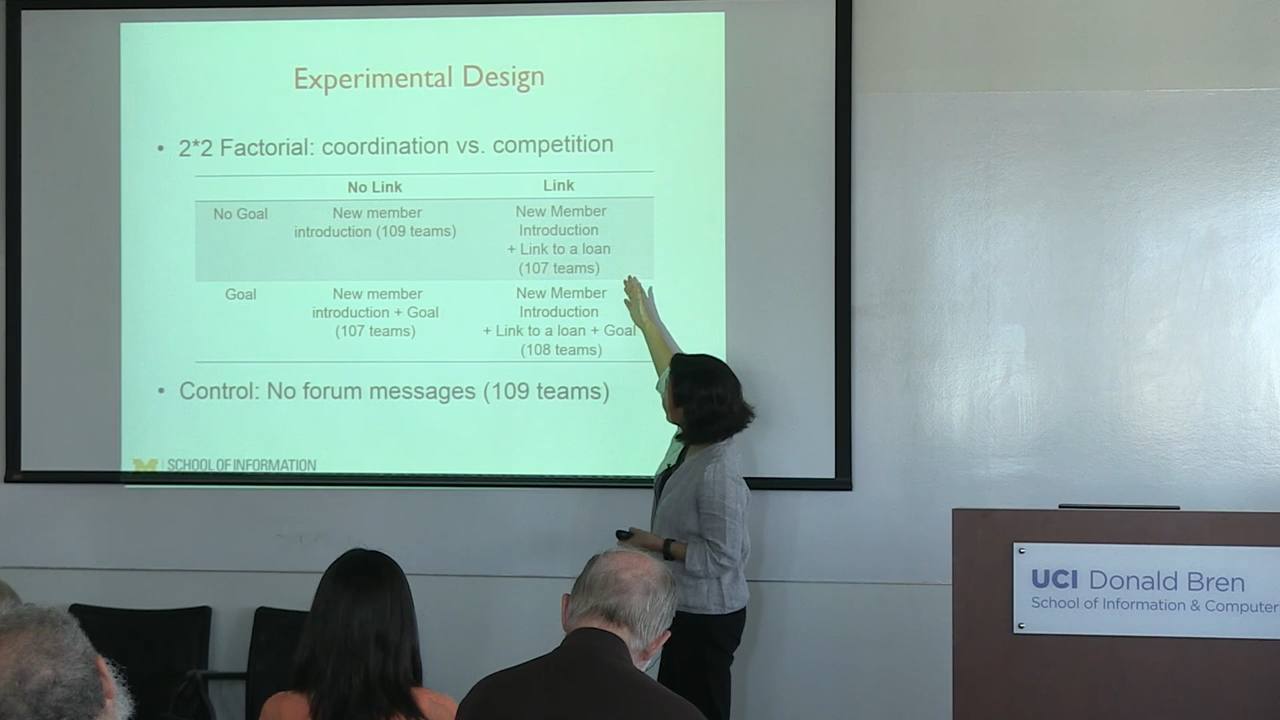 Experimental Design
• 2*2 Factorial: coordination vs. competition
No Link Link
No Goal New member introduction (109 teams) New Member Introduction + Link to a loan (107 teams)
Goal New member introduction + Goal (107 teams) New Member Introduction + Link to a loan + Goal (108 teams)
• Control: No forum messages (109 teams)
M SCHOOL OF INFORMATION
UCI Donald Bren
School of Information & Computer